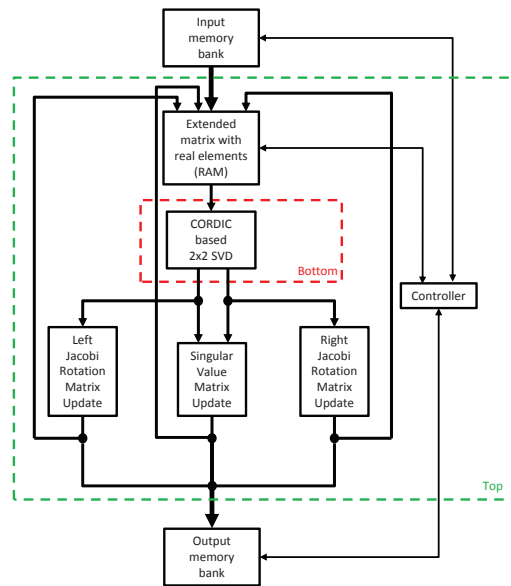 Input
memory
bank
Extended
matrix with
real elements
(RAM)
CORDIC
based
2x2 SVD
Bottom
Controller
Left
Jacobi
Rotation
Matrix
Update
Singular
Value
Matrix
Update
Right
Jacobi
Rotation
Matrix
Update
Top
Output
memory
bank